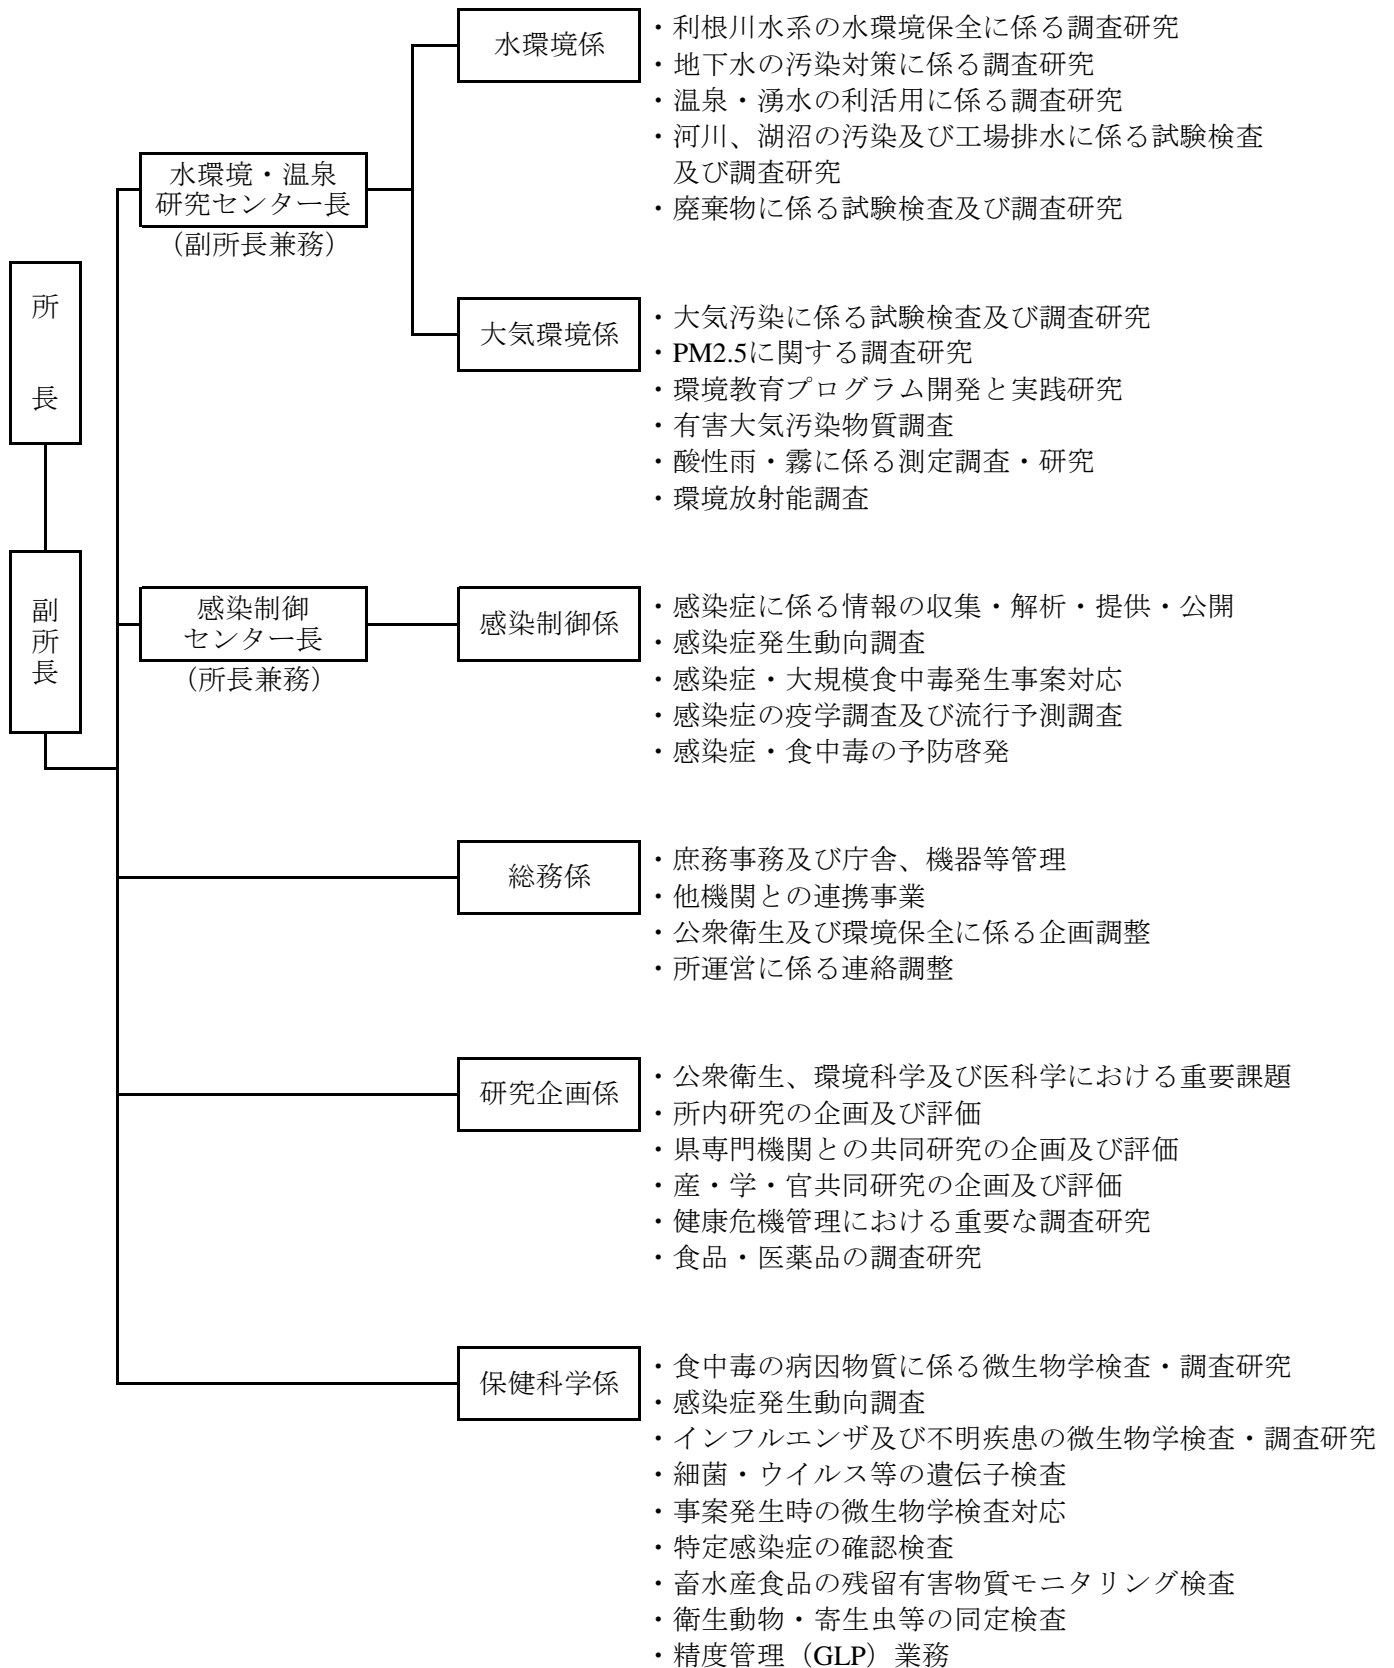 所長
副所長
水環境・温泉
研究センター長
（副所長兼務）
水環境係
・利根川水系の水環境保全に係る調査研究
・地下水の汚染対策に係る調査研究
・温泉・湧水の利活用に係る調査研究
・河川、湖沼の汚染及び工場排水に係る試験検査
及び調査研究
・廃棄物に係る試験検査及び調査研究
大気環境係
・大気汚染に係る試験検査及び調査研究
・PM2.5に関する調査研究
・環境教育プログラム開発と実践研究
・有害大気汚染物質調査
・酸性雨・霧に係る測定調査・研究
・環境放射能調査
感染制御
センター長
（所長兼務）
感染制御係
・感染症に係る情報の収集・解析・提供・公開
・感染症発生動向調査
・感染症・大規模食中毒発生事案対応
・感染症の疫学調査及び流行予測調査
・感染症・食中毒の予防啓発
総務係
・庶務事務及び庁舎、機器等管理
・他機関との連携事業
・公衆衛生及び環境保全に係る企画調整
・所運営に係る連絡調整
研究企画係
・公衆衛生、環境科学及び医科学における重要課題
・所内研究の企画及び評価
・県専門機関との共同研究の企画及び評価
・産・学・官共同研究の企画及び評価
・健康危機管理における重要な調査研究
・食品・医薬品の調査研究
保健科学係
・食中毒の病因物質に係る微生物学検査・調査研究
・感染症発生動向調査
・インフルエンザ及び不明疾患の微生物学検査・調査研究
・細菌・ウイルス等の遺伝子検査
・事案発生時の微生物学検査対応
・特定感染症の確認検査
・畜水産食品の残留有害物質モニタリング検査
・衛生動物・寄生虫等の同定検査
・精度管理（GLP）業務